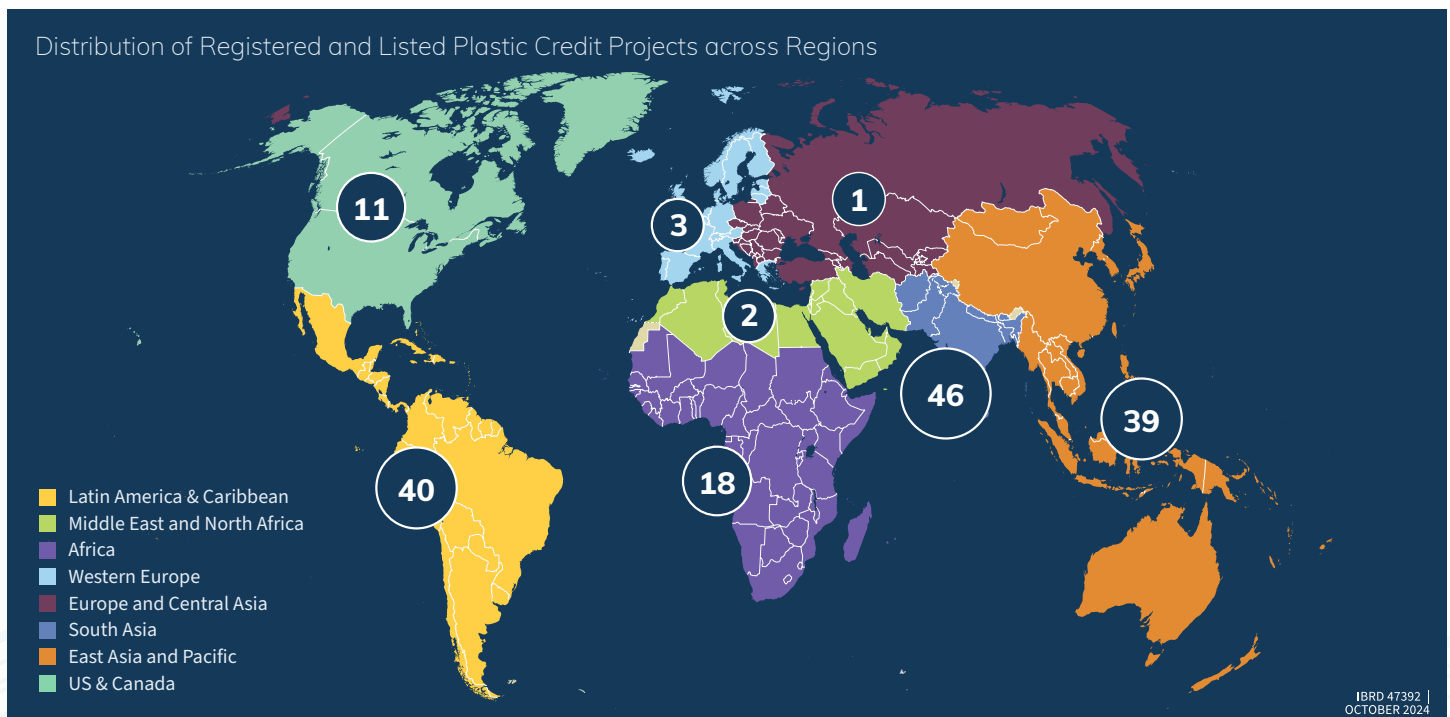 Distribution of Registered and Listed Plastic Credit Projects across Regions
11
3
1
2
46
39
40
18
Latin America & Caribbean
Middle East and North Africa
Africa
Western Europe
Europe and Central Asia
South Asia
East Asia and Pacific
US & Canada
IBRD 47392 |
OCTOBER 2024